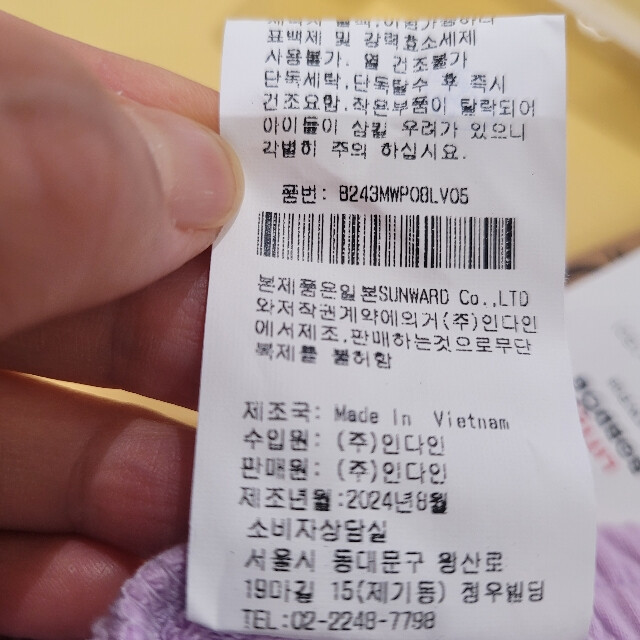 표백제 및 강력효소세제
사용불가. 열 건조불가
단독세탁,단독탈수 후 즉시
건조요함.작은부품이 탈락되어
아이들이 삼킬 우려가 있으니
각별히 주의 하십시요.
품번: B243MWP08LV05
본제품은일본SUNWARD Co.,LTD
와저작권계약에의거(주)인다인
에서제조,판매하는것으로무단
복제를 불허함
제조국: Made In Vietnam
수입원: (주)인다인
판매원: (주)인다인
제조년월:2024년8월
소비자상담실
서울시 동대문구 왕산로
19마길 15(제기동) 정우빌딩
TEL:02-2248-7798